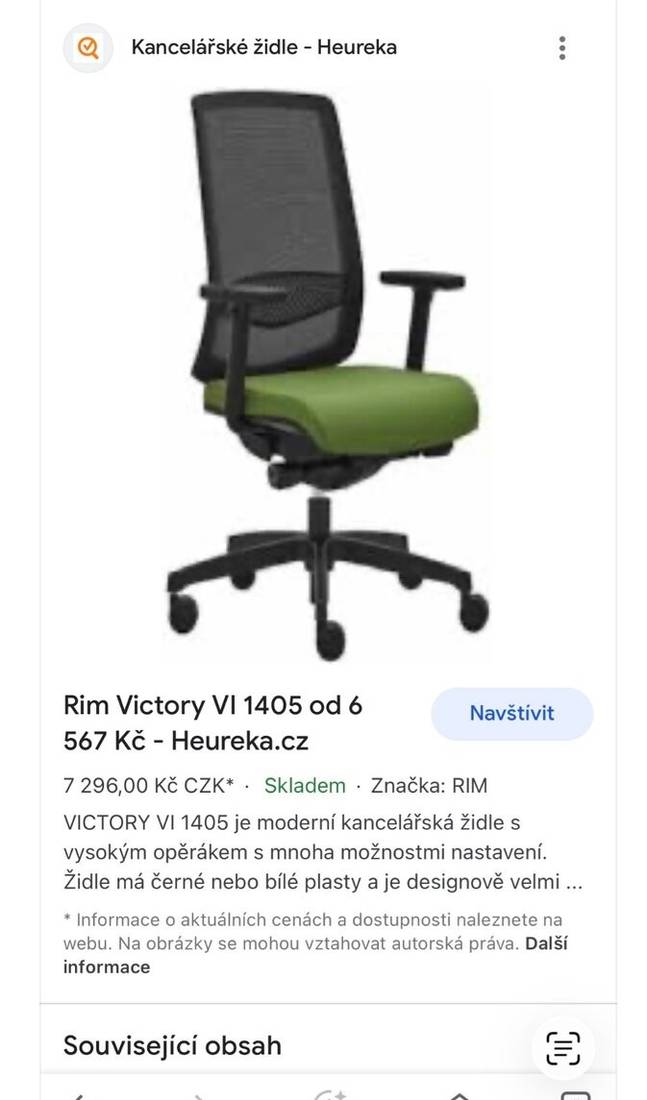 Kancelářské židle - Heureka
Rim Victory VI 1405 od 6
567 Kč - Heureka.cz
Navštívit
7 296,00 Kč CZK* · Skladem · Značka: RIM
VICTORY VI 1405 je moderní kancelářská židle s
vysokým opěrákem s mnoha možnostmi nastavení.
Židle má černé nebo bílé plasty a je designově velmi ...
* Informace o aktuálních cenách a dostupnosti naleznete na
webu. Na obrázky se mohou vztahovat autorská práva. Další
informace
Související obsah